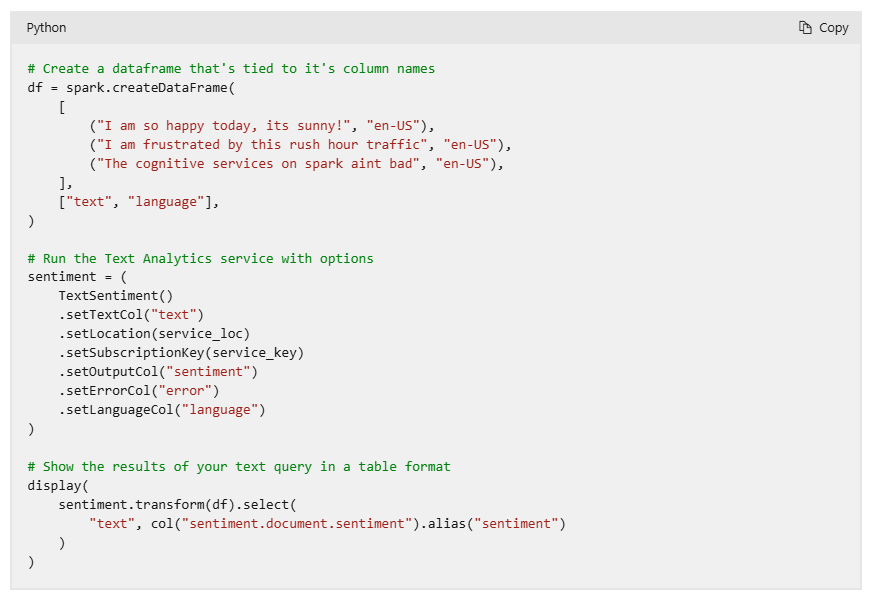 Python
Copy
# Create a dataframe that's tied to it's column names
df = spark.createDataFrame(
    [
        ("I am so happy today, its sunny!", "en-US"),
        ("I am frustrated by this rush hour traffic", "en-US"),
        ("The cognitive services on spark aint bad", "en-US"),
    ],
    ["text", "language"],
)
# Run the Text Analytics service with options
sentiment = (
    TextSentiment()
    .setTextCol("text")
    .setLocation(service_loc)
    .setSubscriptionKey(service_key)
    .setOutputCol("sentiment")
    .setErrorCol("error")
    .setLanguageCol("language")
)
# Show the results of your text query in a table format
display(
    sentiment.transform(df).select(
        "text", col("sentiment.document.sentiment").alias("sentiment")
    )
)